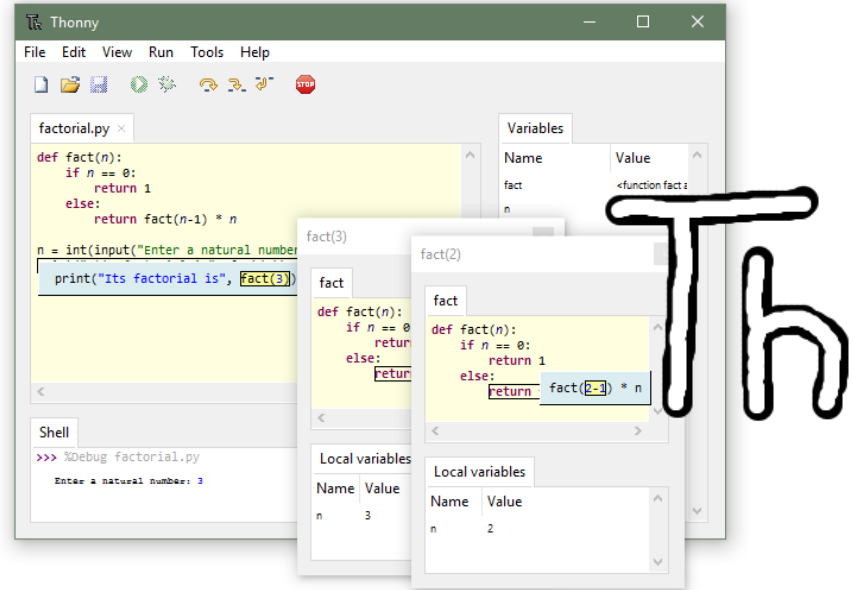 Th Thonny
File Edit View Run Tools Help
STOP
factorial.py ×
def fact(n):
if n == 0:
return 1
else:
return fact(n-1) * n
n = int(input("Enter a natural number
print("Its factorial is", fact(3))
Shell
>>> %Debug factorial.py
Enter a natural number: 3
Variables
Name Value
fact <function fact a
n
Th
fact(3)
fact
def fact(n):
if n == 0
retur
else:
retur
Local variables
Name Value
n 3
fact(2)
fact
def fact(n):
if n == 0:
return 1
else:
return
fact(2-1) * n
Local variables
Name Value
n 2